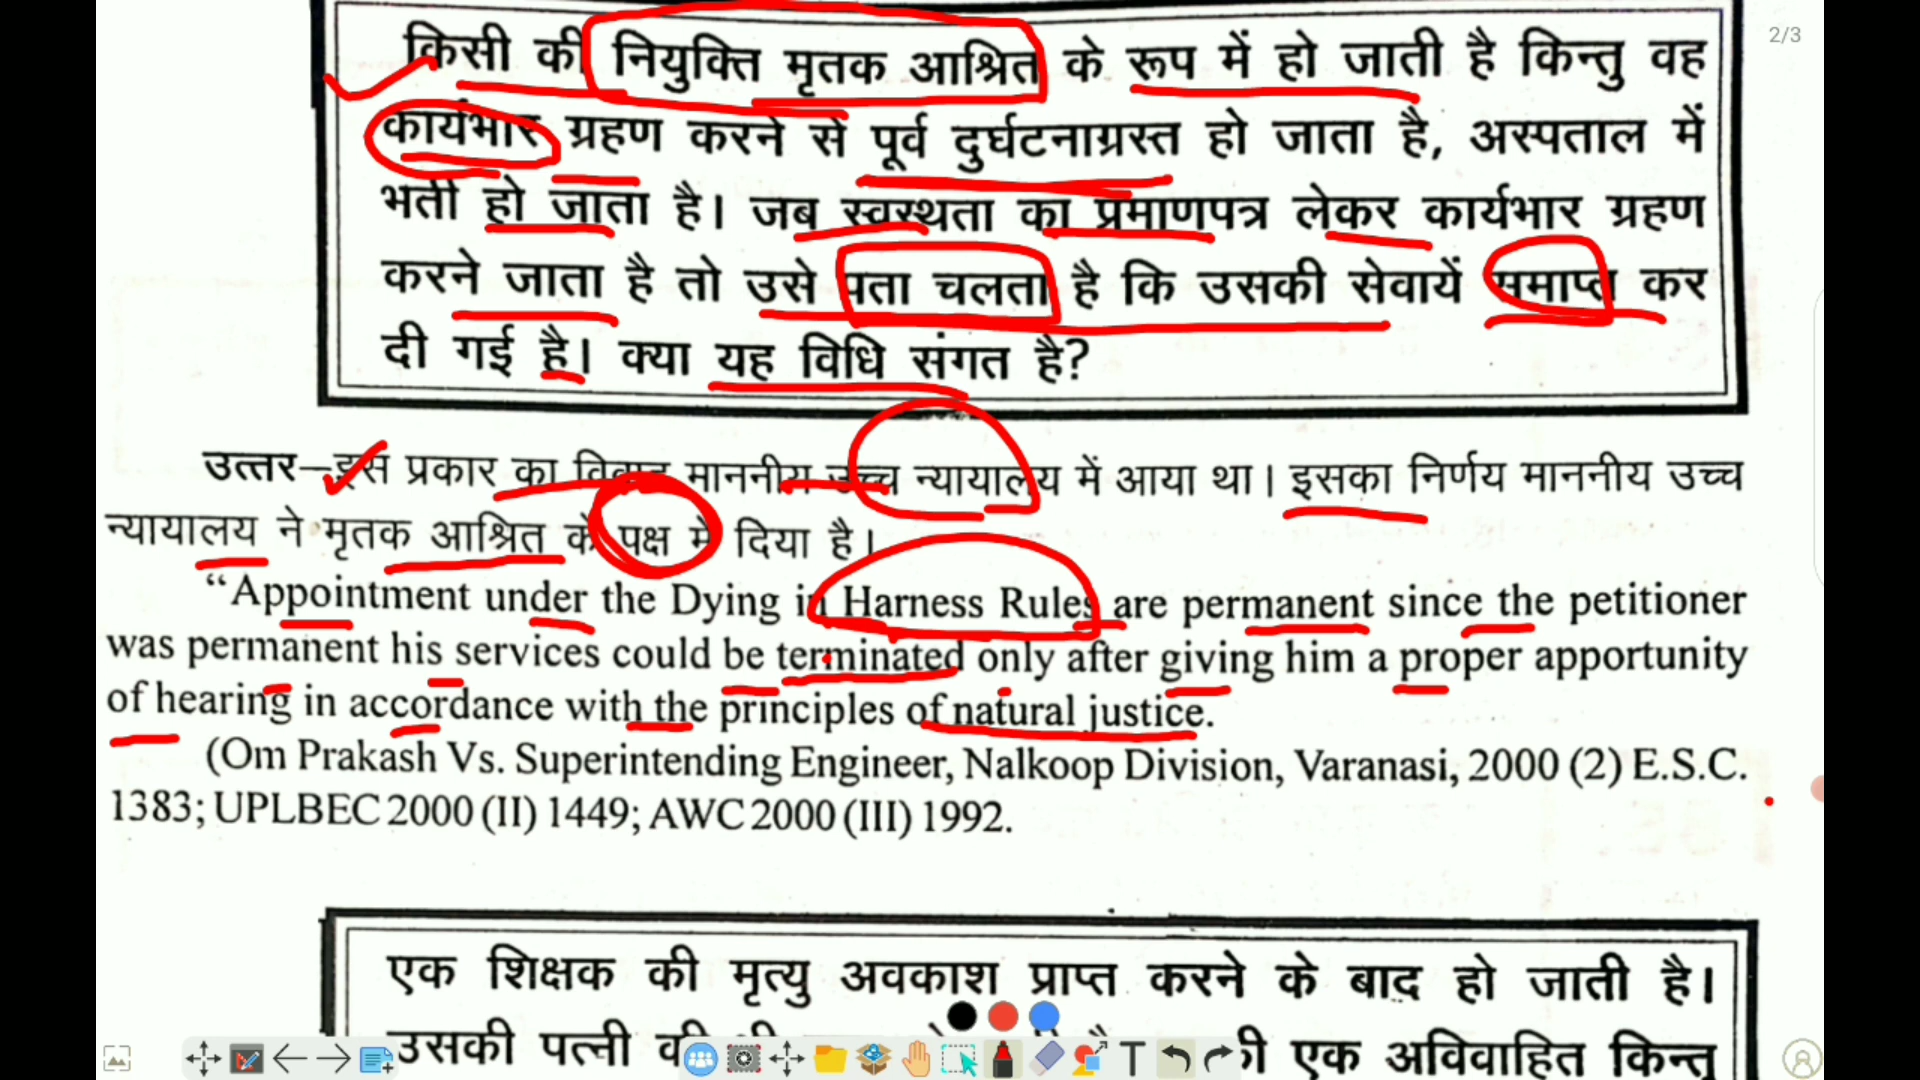 2/3
किसी की नियुक्ति मृतक आश्रित के रूप में हो जाती है किन्तु वह
कार्यभार ग्रहण करने से पूर्व दुर्घटनाग्रस्त हो जाता है, अस्पताल में
भर्ती हो जाता है। जब स्वस्थता का प्रमाणपत्र लेकर कार्यभार ग्रहण
करने जाता है तो उसे पता चलता है कि उसकी सेवायें समाप्त कर
दी गई है। क्या यह विधि संगत है?
उत्तर–इस प्रकार का विवाद माननीय उच्च न्यायालय में आया था। इसका निर्णय माननीय उच्च
न्यायालय ने मृतक आश्रित के पक्ष में दिया है।
“Appointment under the Dying in Harness Rules are permanent since the petitioner
was permanent his services could be terminated only after giving him a proper apportunity
of hearing in accordance with the principles of natural justice.
(Om Prakash Vs. Superintending Engineer, Nalkoop Division, Varanasi, 2000 (2) E.S.C.
1383; UPLBEC 2000 (II) 1449; AWC 2000 (III) 1992.
एक शिक्षक की मृत्यु अवकाश प्राप्त करने के बाद हो जाती है।
उसकी पत्नी की एक अविवाहित किन्तु